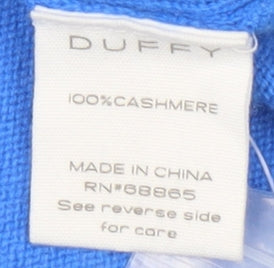 DUFFY
100%CASHMERE
MADE IN CHINA
RN#68865
See reverse side
for care